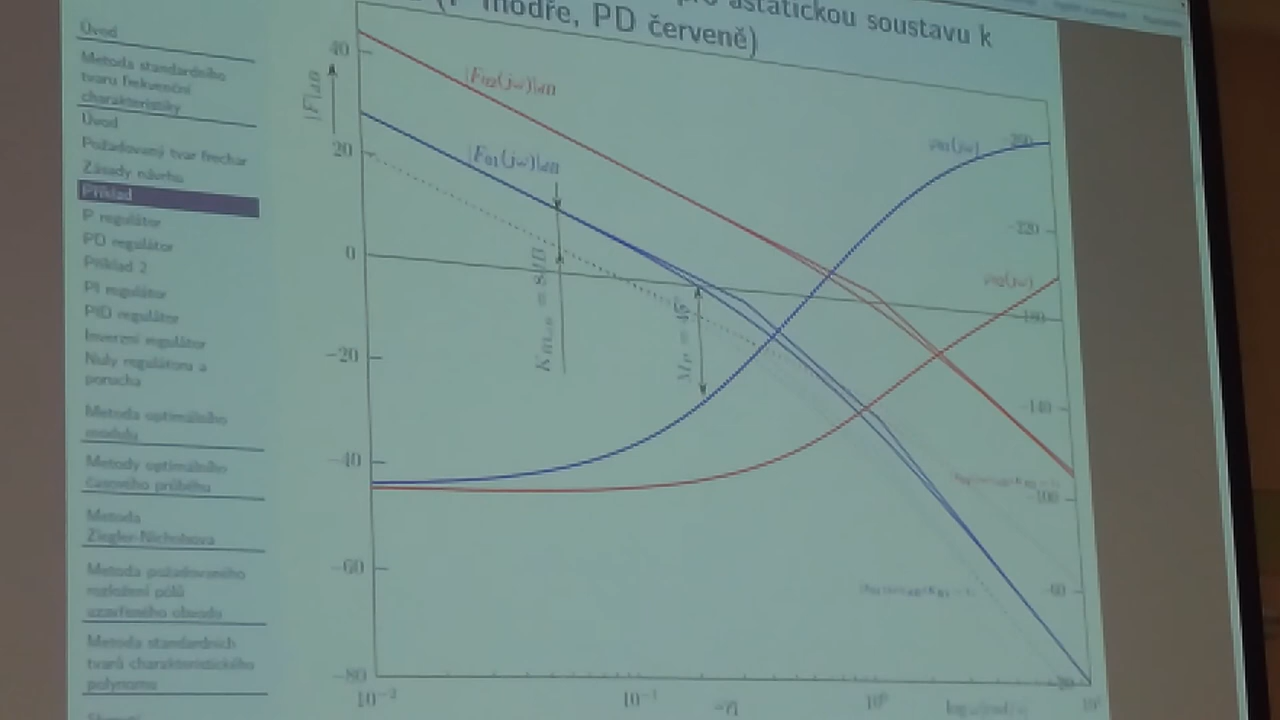 astatickou soustavu k
modře, PD červeně)
Úvod
Metoda standardního
tvaru frekvenční
charakteristiky
Úvod
Požadovaný tvar frechar
Zásady návrhu
Příklad
P regulátor
PD regulátor
Příklad 2
PI regulátor
PID regulátor
Inverzní regulátor
Nuly regulátoru a
porucha
Metoda optimálního
modulu
Metody optimálního
časového průběhu
Metoda
Ziegler-Nicholsova
Metoda požadovaného
rozložení pólů
uzavřeného obvodu
Metoda standardních
tvarů charakteristického
polynomu
|F|dB
40
20
0
-20
-40
-60
-80
|F02(jω)|dB
|F01(jω)|dB
φ01(jω)
φ02(jω)
-220
-180
-140
-100
-60
-20
10⁻²
10⁻¹
10⁰
10¹